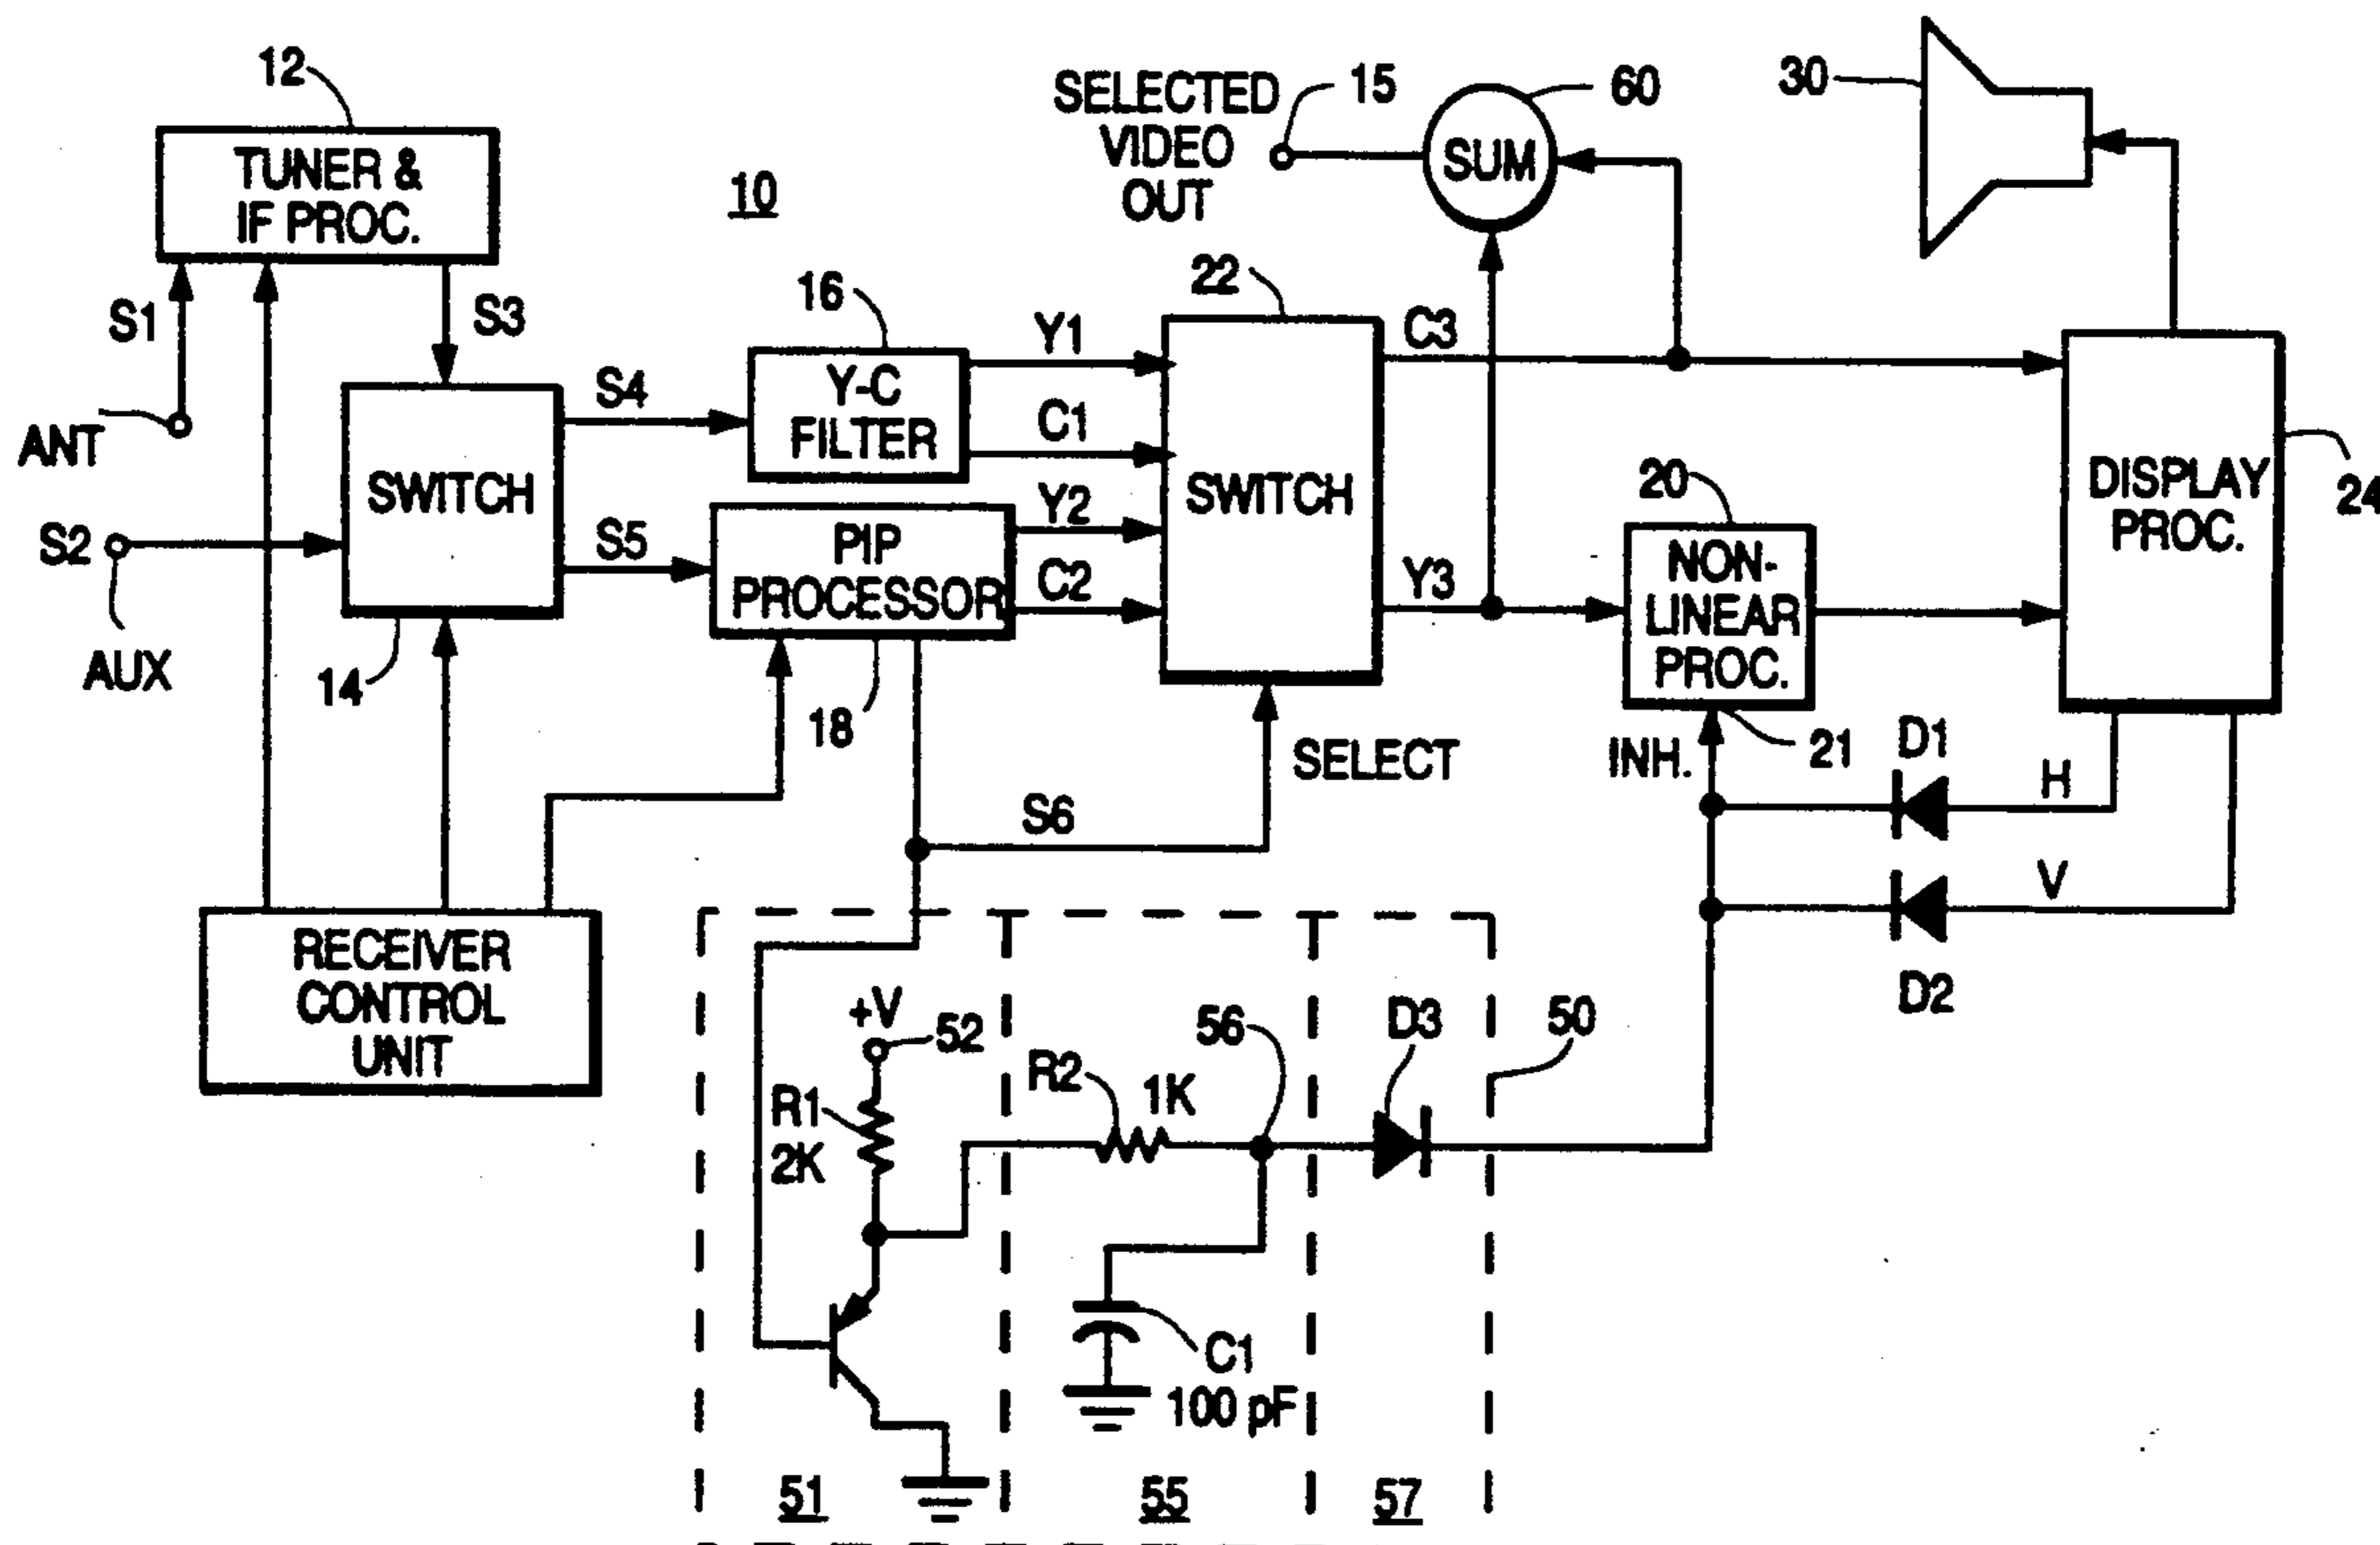 12
TUNER &
IF PROC.
S1
S3
ANT
S2
AUX
SWITCH
14
S4
S5
10
16
Y-C
FILTER
PIP
PROCESSOR
18
Y1
C1
Y2
C2
22
SWITCH
SELECT
S6
SELECTED
VIDEO
OUT
15
SUM
60
C3
Y3
20
NON-
LINEAR
PROC.
INH.
21
30
DISPLAY
PROC.
24
D1
H
V
D2
RECEIVER
CONTROL
UNIT
+V
52
R1
2K
R2
1K
56
D3
50
C1
100 pF
51
55
57